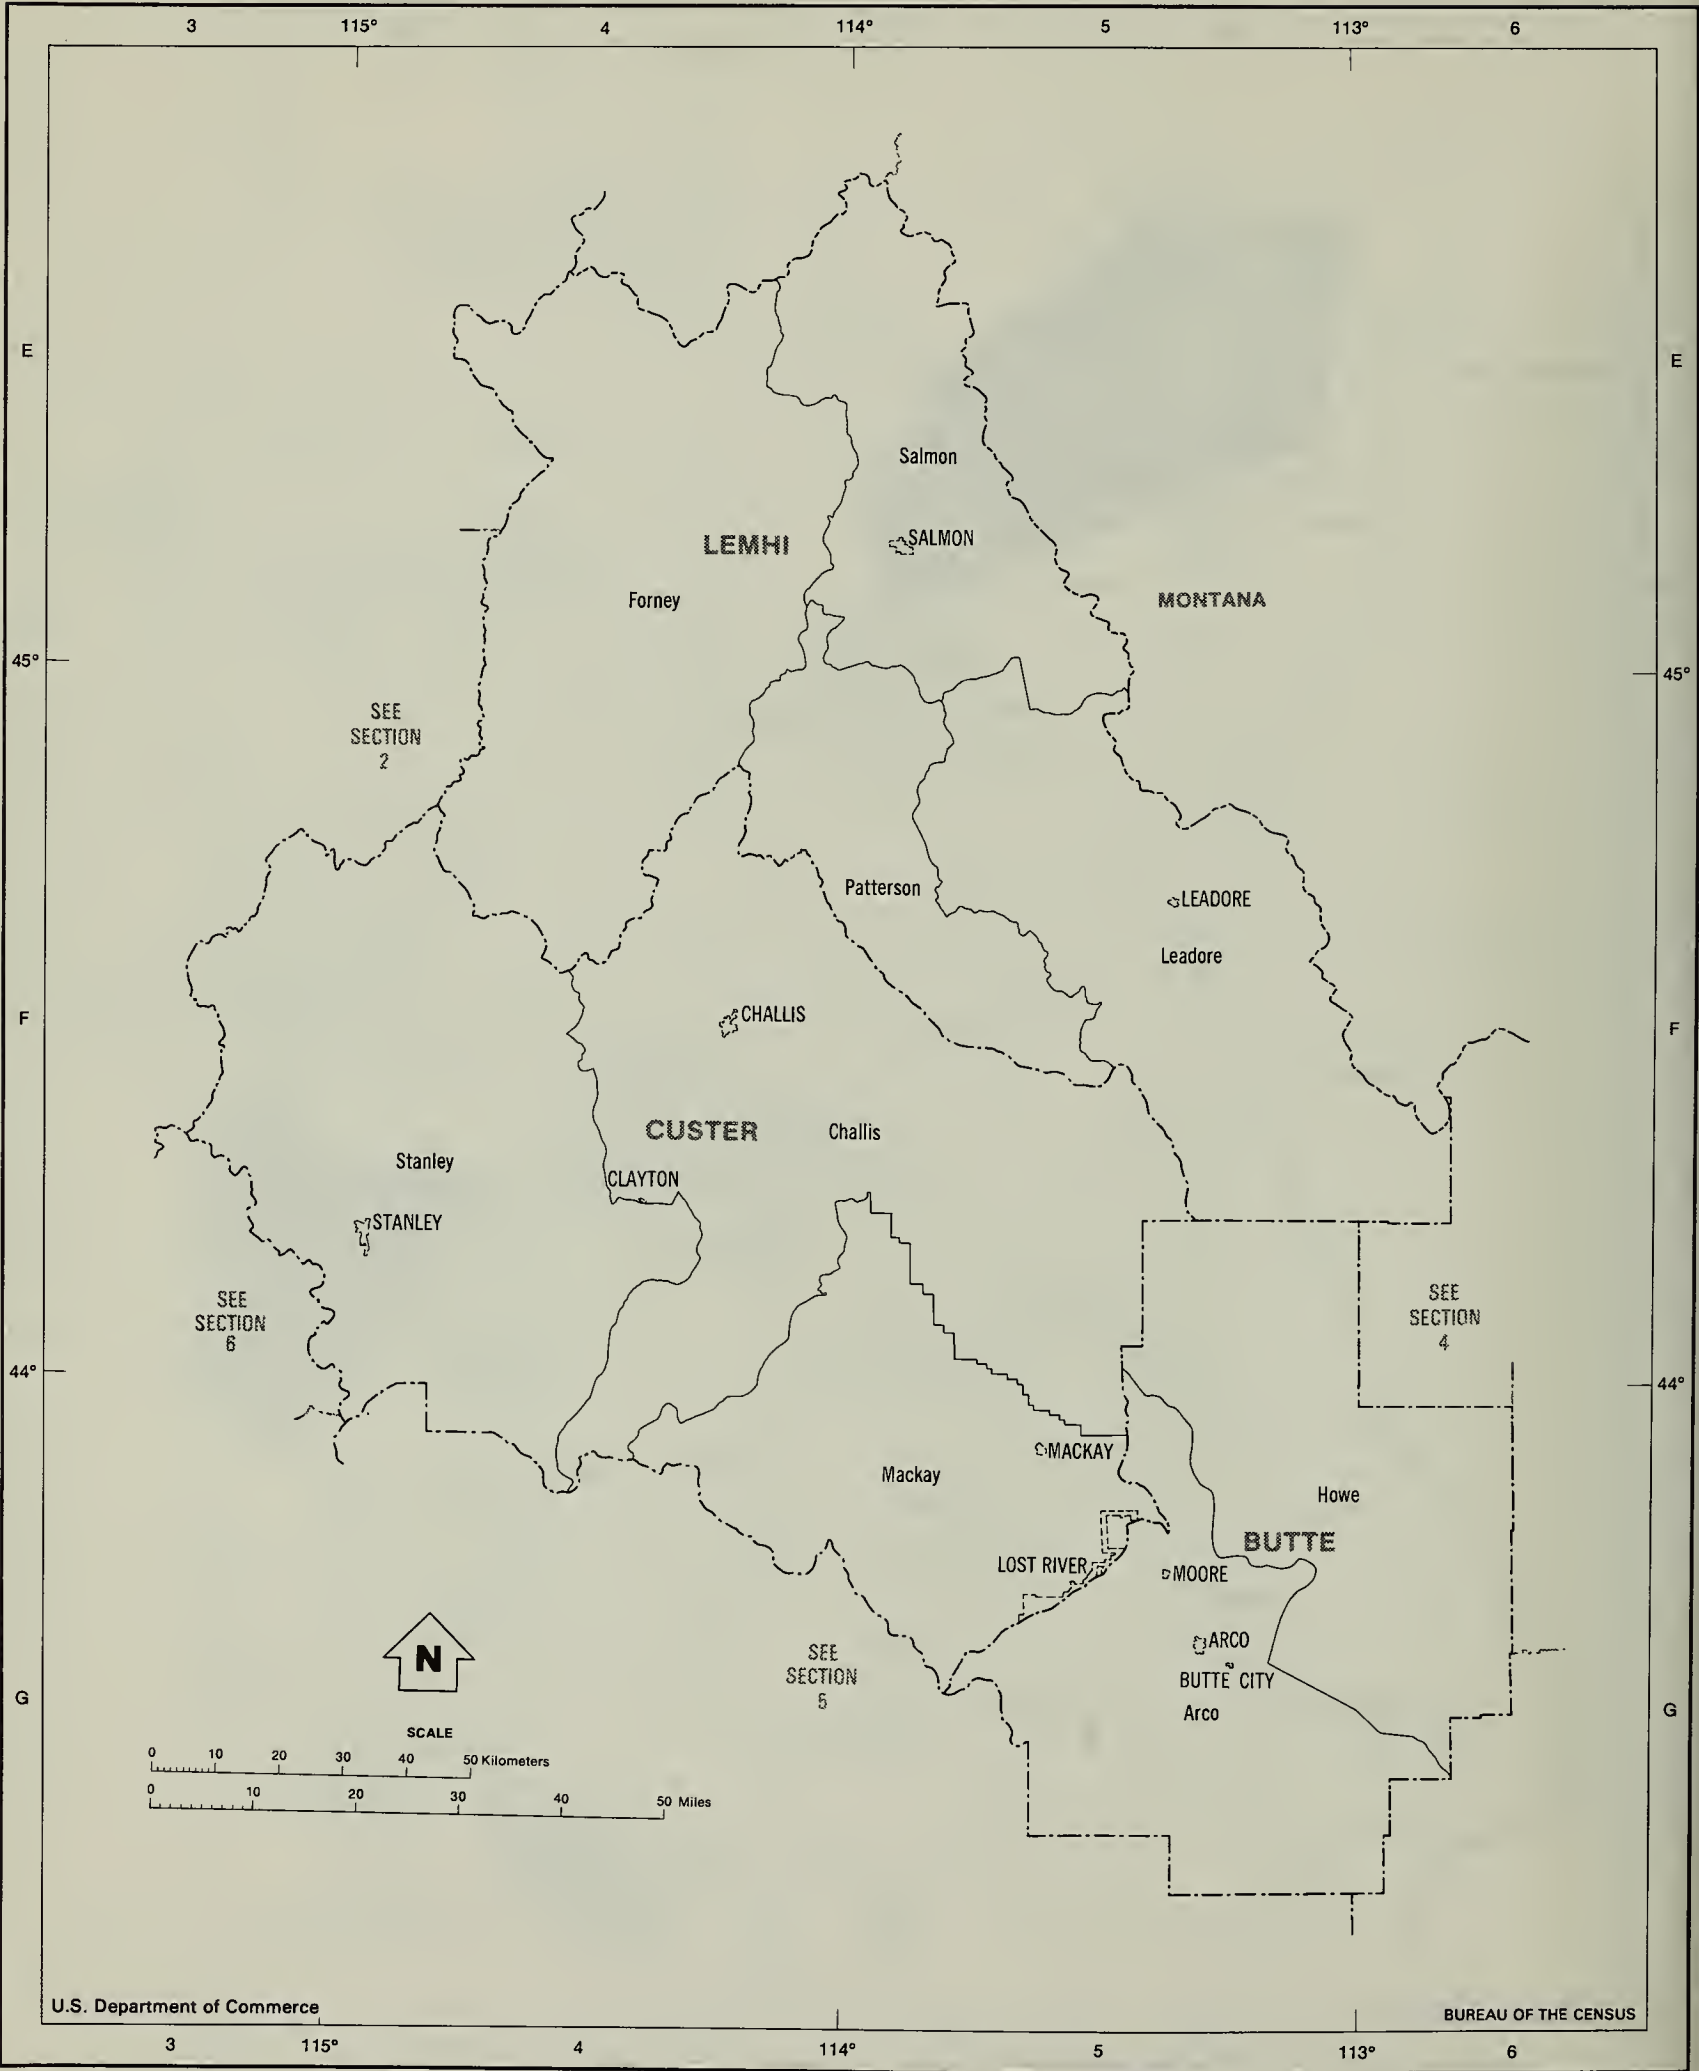 3 115° 4 114° 5 113° 6
E E
Salmon
SALMON
LEMHI
Forney
MONTANA
45° 45°
SEE
SECTION
2
Patterson
LEADORE
Leadore
CHALLIS
F F
CUSTER
Challis
Stanley
CLAYTON
STANLEY
SEE
SECTION
6
SEE
SECTION
4
44° 44°
MACKAY
Mackay
Howe
BUTTE
LOST RIVER
MOORE
ARCO
BUTTE CITY
Arco
SEE
SECTION
5
N
G G
SCALE
0 10 20 30 40 50 Kilometers
0 10 20 30 40 50 Miles
U.S. Department of Commerce
BUREAU OF THE CENSUS
3 115° 4 114° 5 113° 6